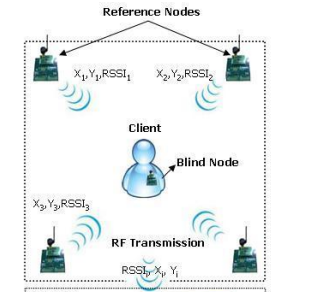 Reference Nodes
X1,Y1,RSSI1
X2,Y2,RSSI2
Client
Blind Node
X3,Y3,RSSI3
RF Transmission
RSSIi, Xi, Yi